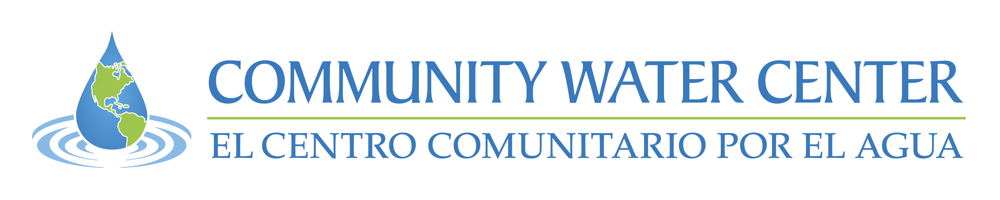 COMMUNITY WATER CENTER
EL CENTRO COMUNITARIO POR EL AGUA